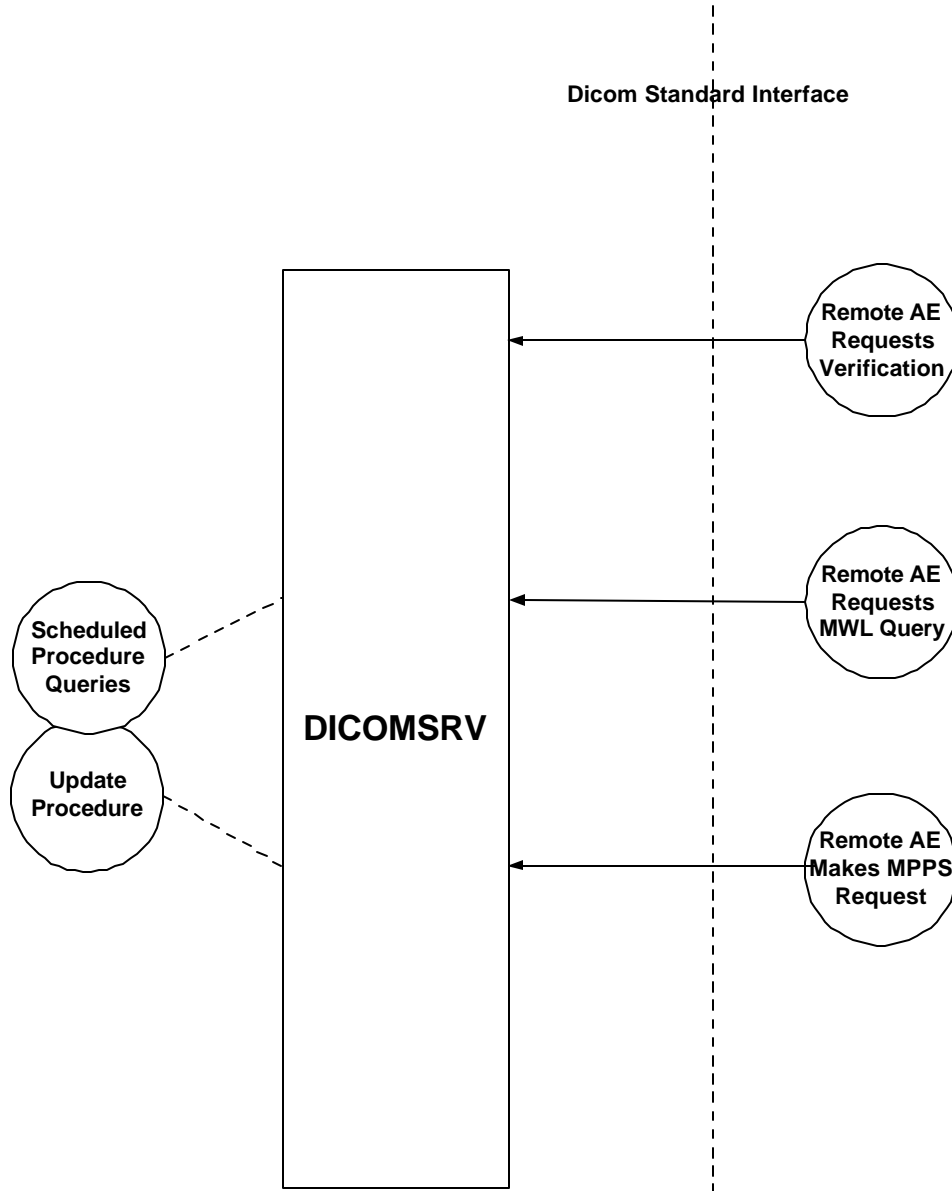 Dicom Standard Interface
Remote AE
Requests
Verification
Remote AE
Requests
MWL Query
Scheduled
Procedure
Queries
DICOMSRV
Update
Procedure
Remote AE
Makes MPPS
Request